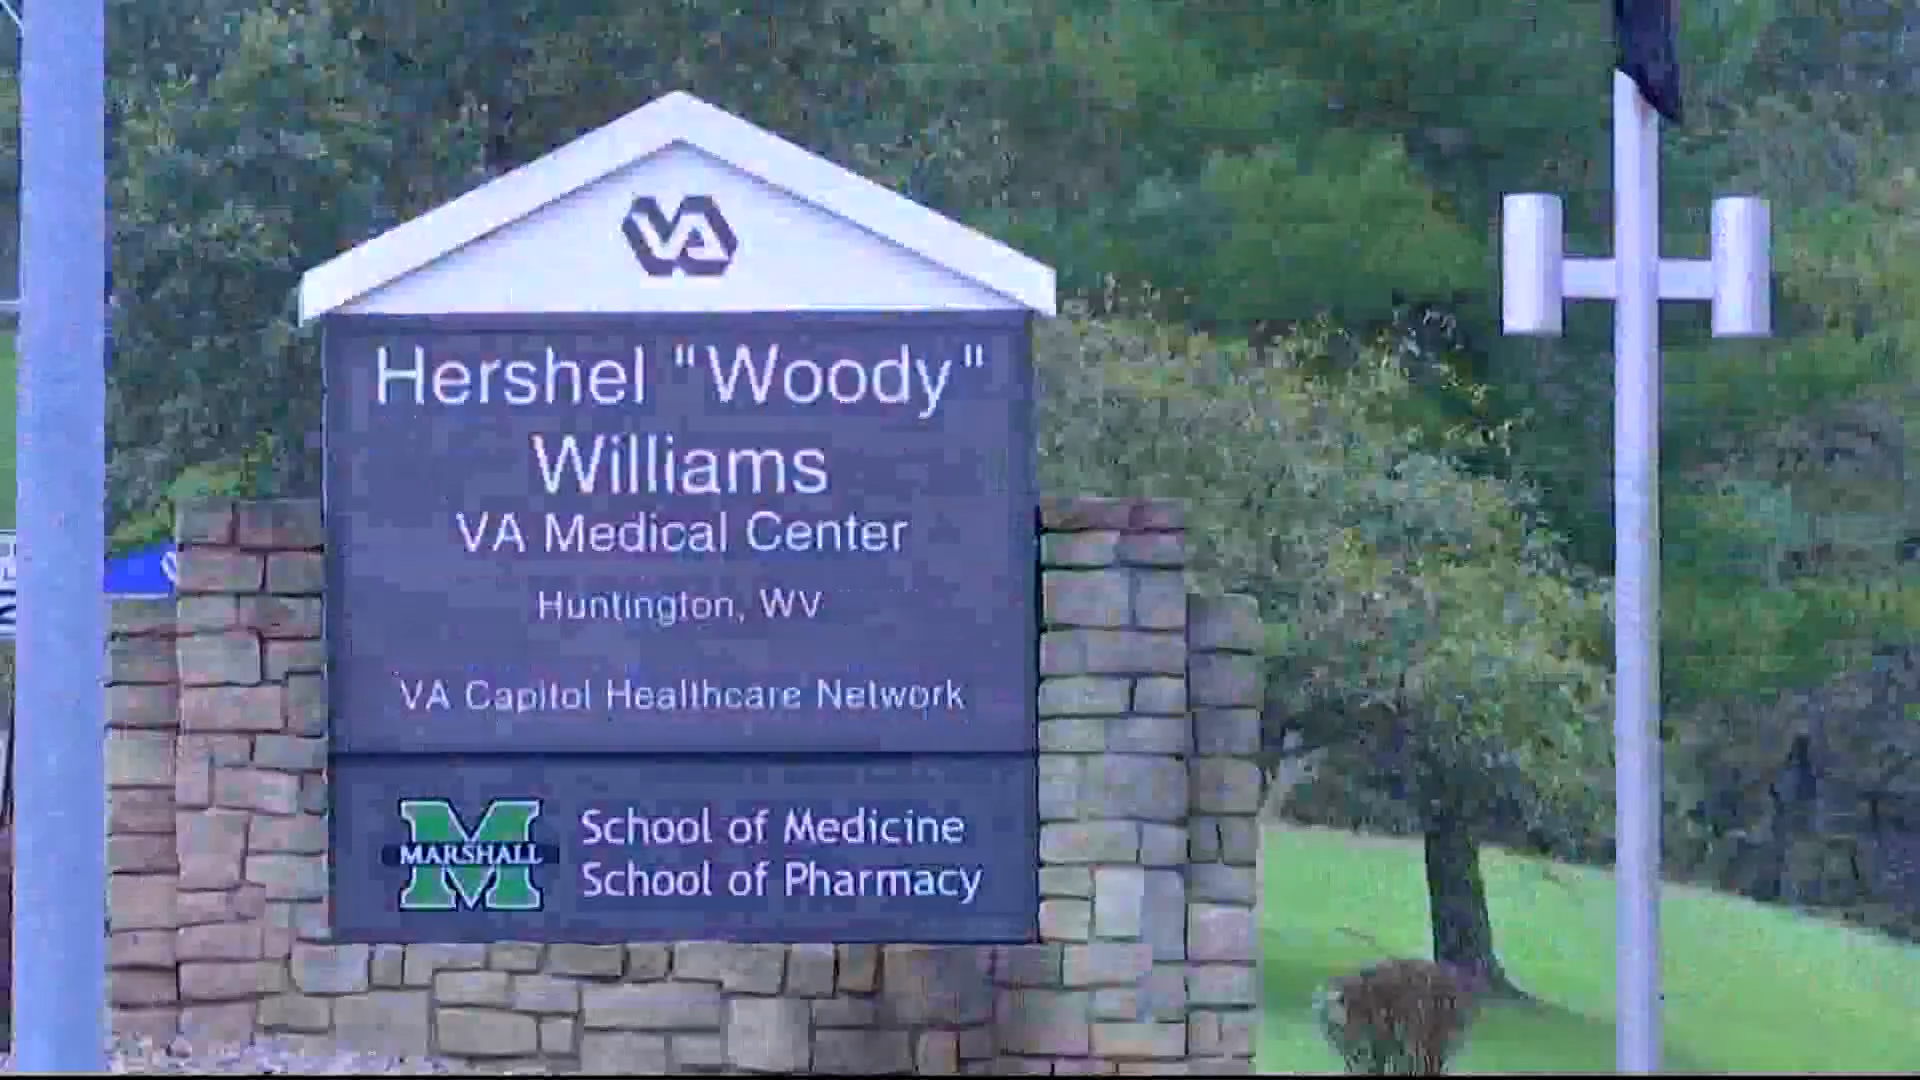 VA
Hershel "Woody"
Williams
VA Medical Center
Huntington, WV
VA Capitol Healthcare Network
MARSHALL
School of Medicine
School of Pharmacy